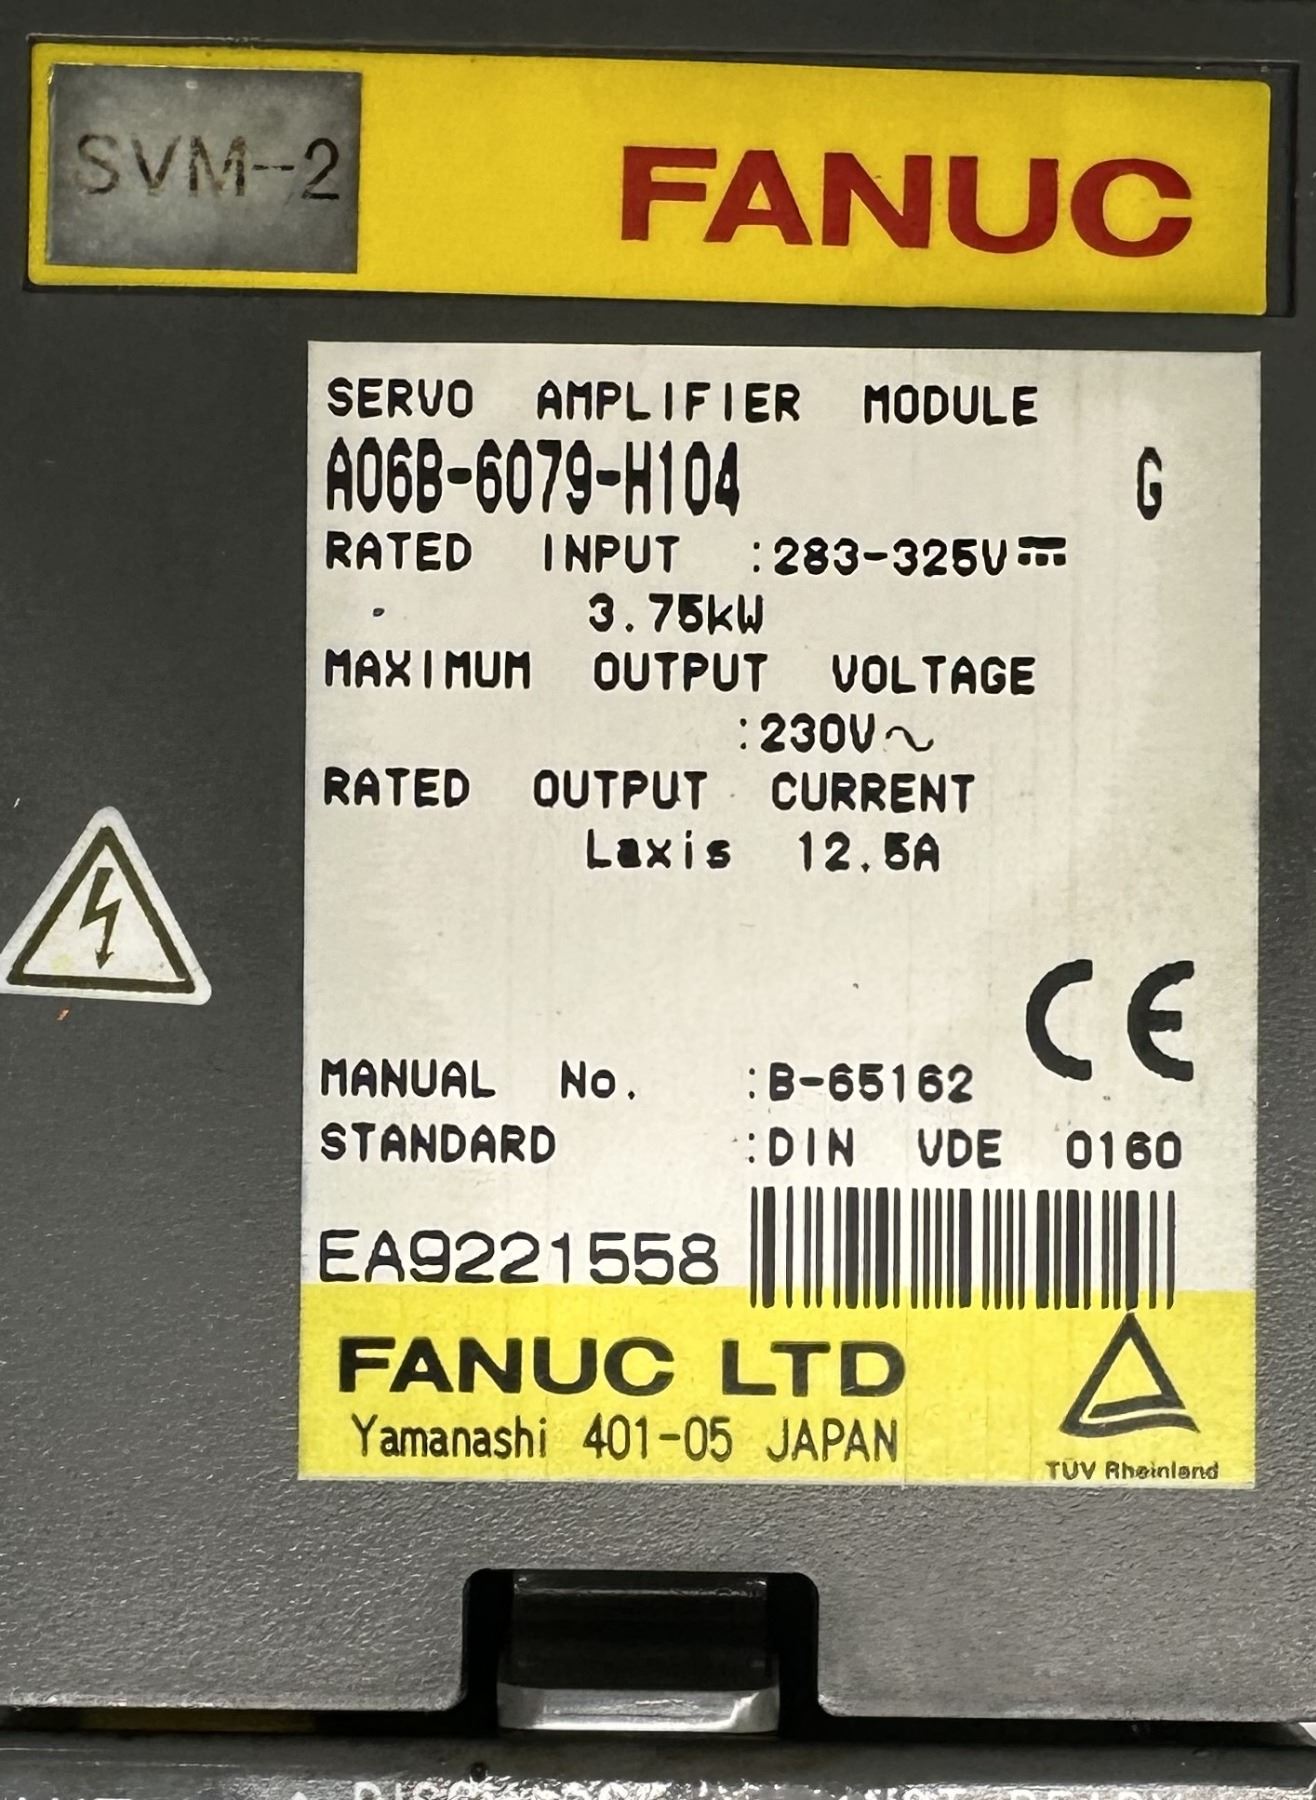 SVM-2
FANUC
SERVO AMPLIFIER MODULE
A06B-6079-H104 G
RATED INPUT :283-325V⎓
3.75kW
MAXIMUM OUTPUT VOLTAGE
:230V～
RATED OUTPUT CURRENT
Laxis 12.5A
CE
MANUAL No. :B-65162
STANDARD :DIN VDE 0160
EA9221558
FANUC LTD
Yamanashi 401-05 JAPAN
TÜV Rheinland